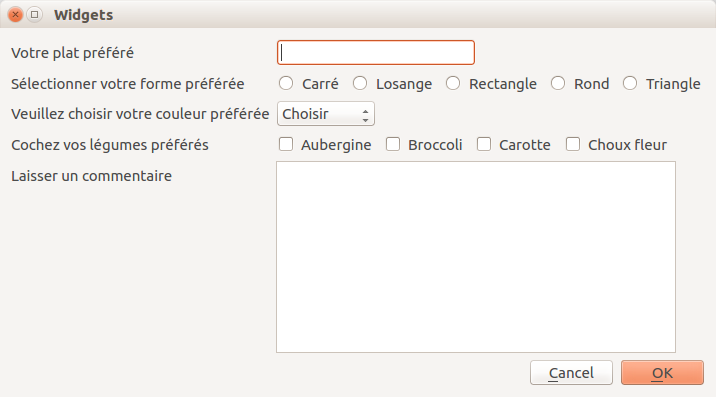 Widgets
Votre plat préféré
Sélectionner votre forme préférée Carré Losange Rectangle Rond Triangle
Veuillez choisir votre couleur préférée Choisir
Cochez vos légumes préférés Aubergine Broccoli Carotte Choux fleur
Laisser un commentaire
Cancel OK